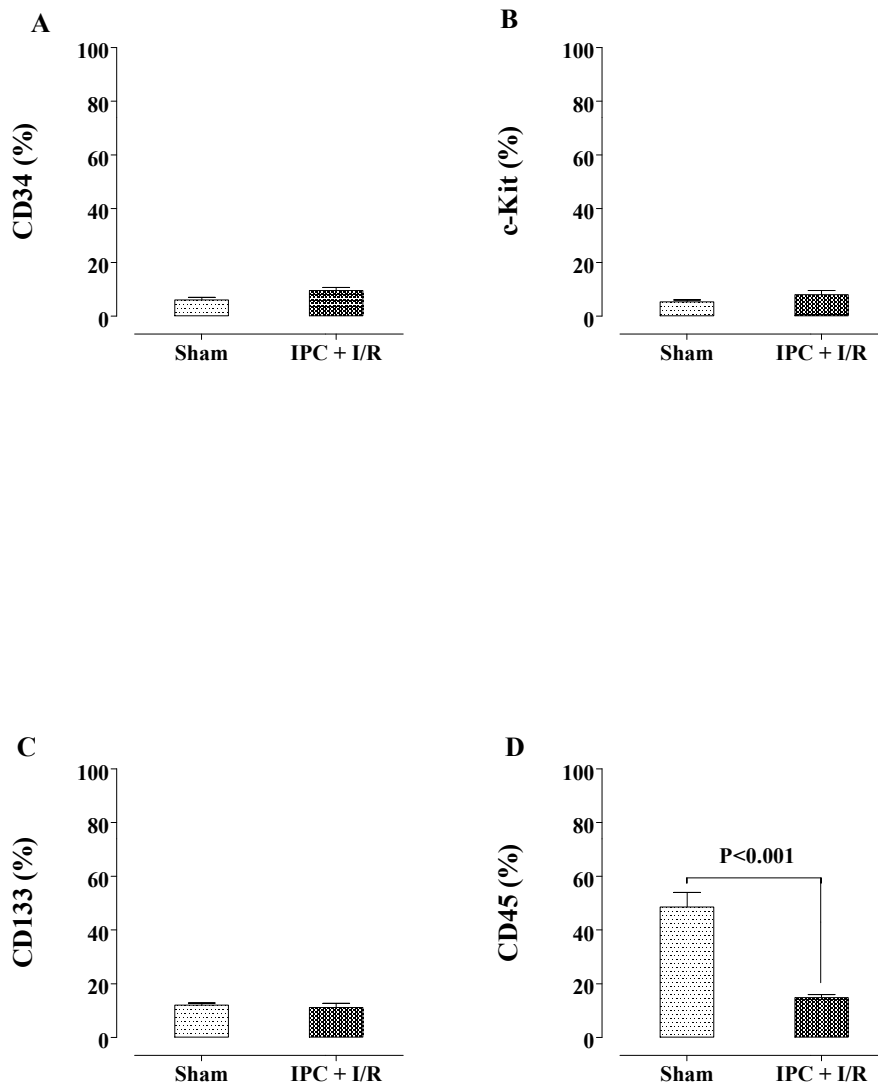 A
CD34 (%)
100
80
60
40
20
0
Sham IPC + I/R
B
c-Kit (%)
100
80
60
40
20
0
Sham IPC + I/R
C
CD133 (%)
100
80
60
40
20
0
Sham IPC + I/R
D
CD45 (%)
100
80
60
40
20
0
P<0.001
Sham IPC + I/R